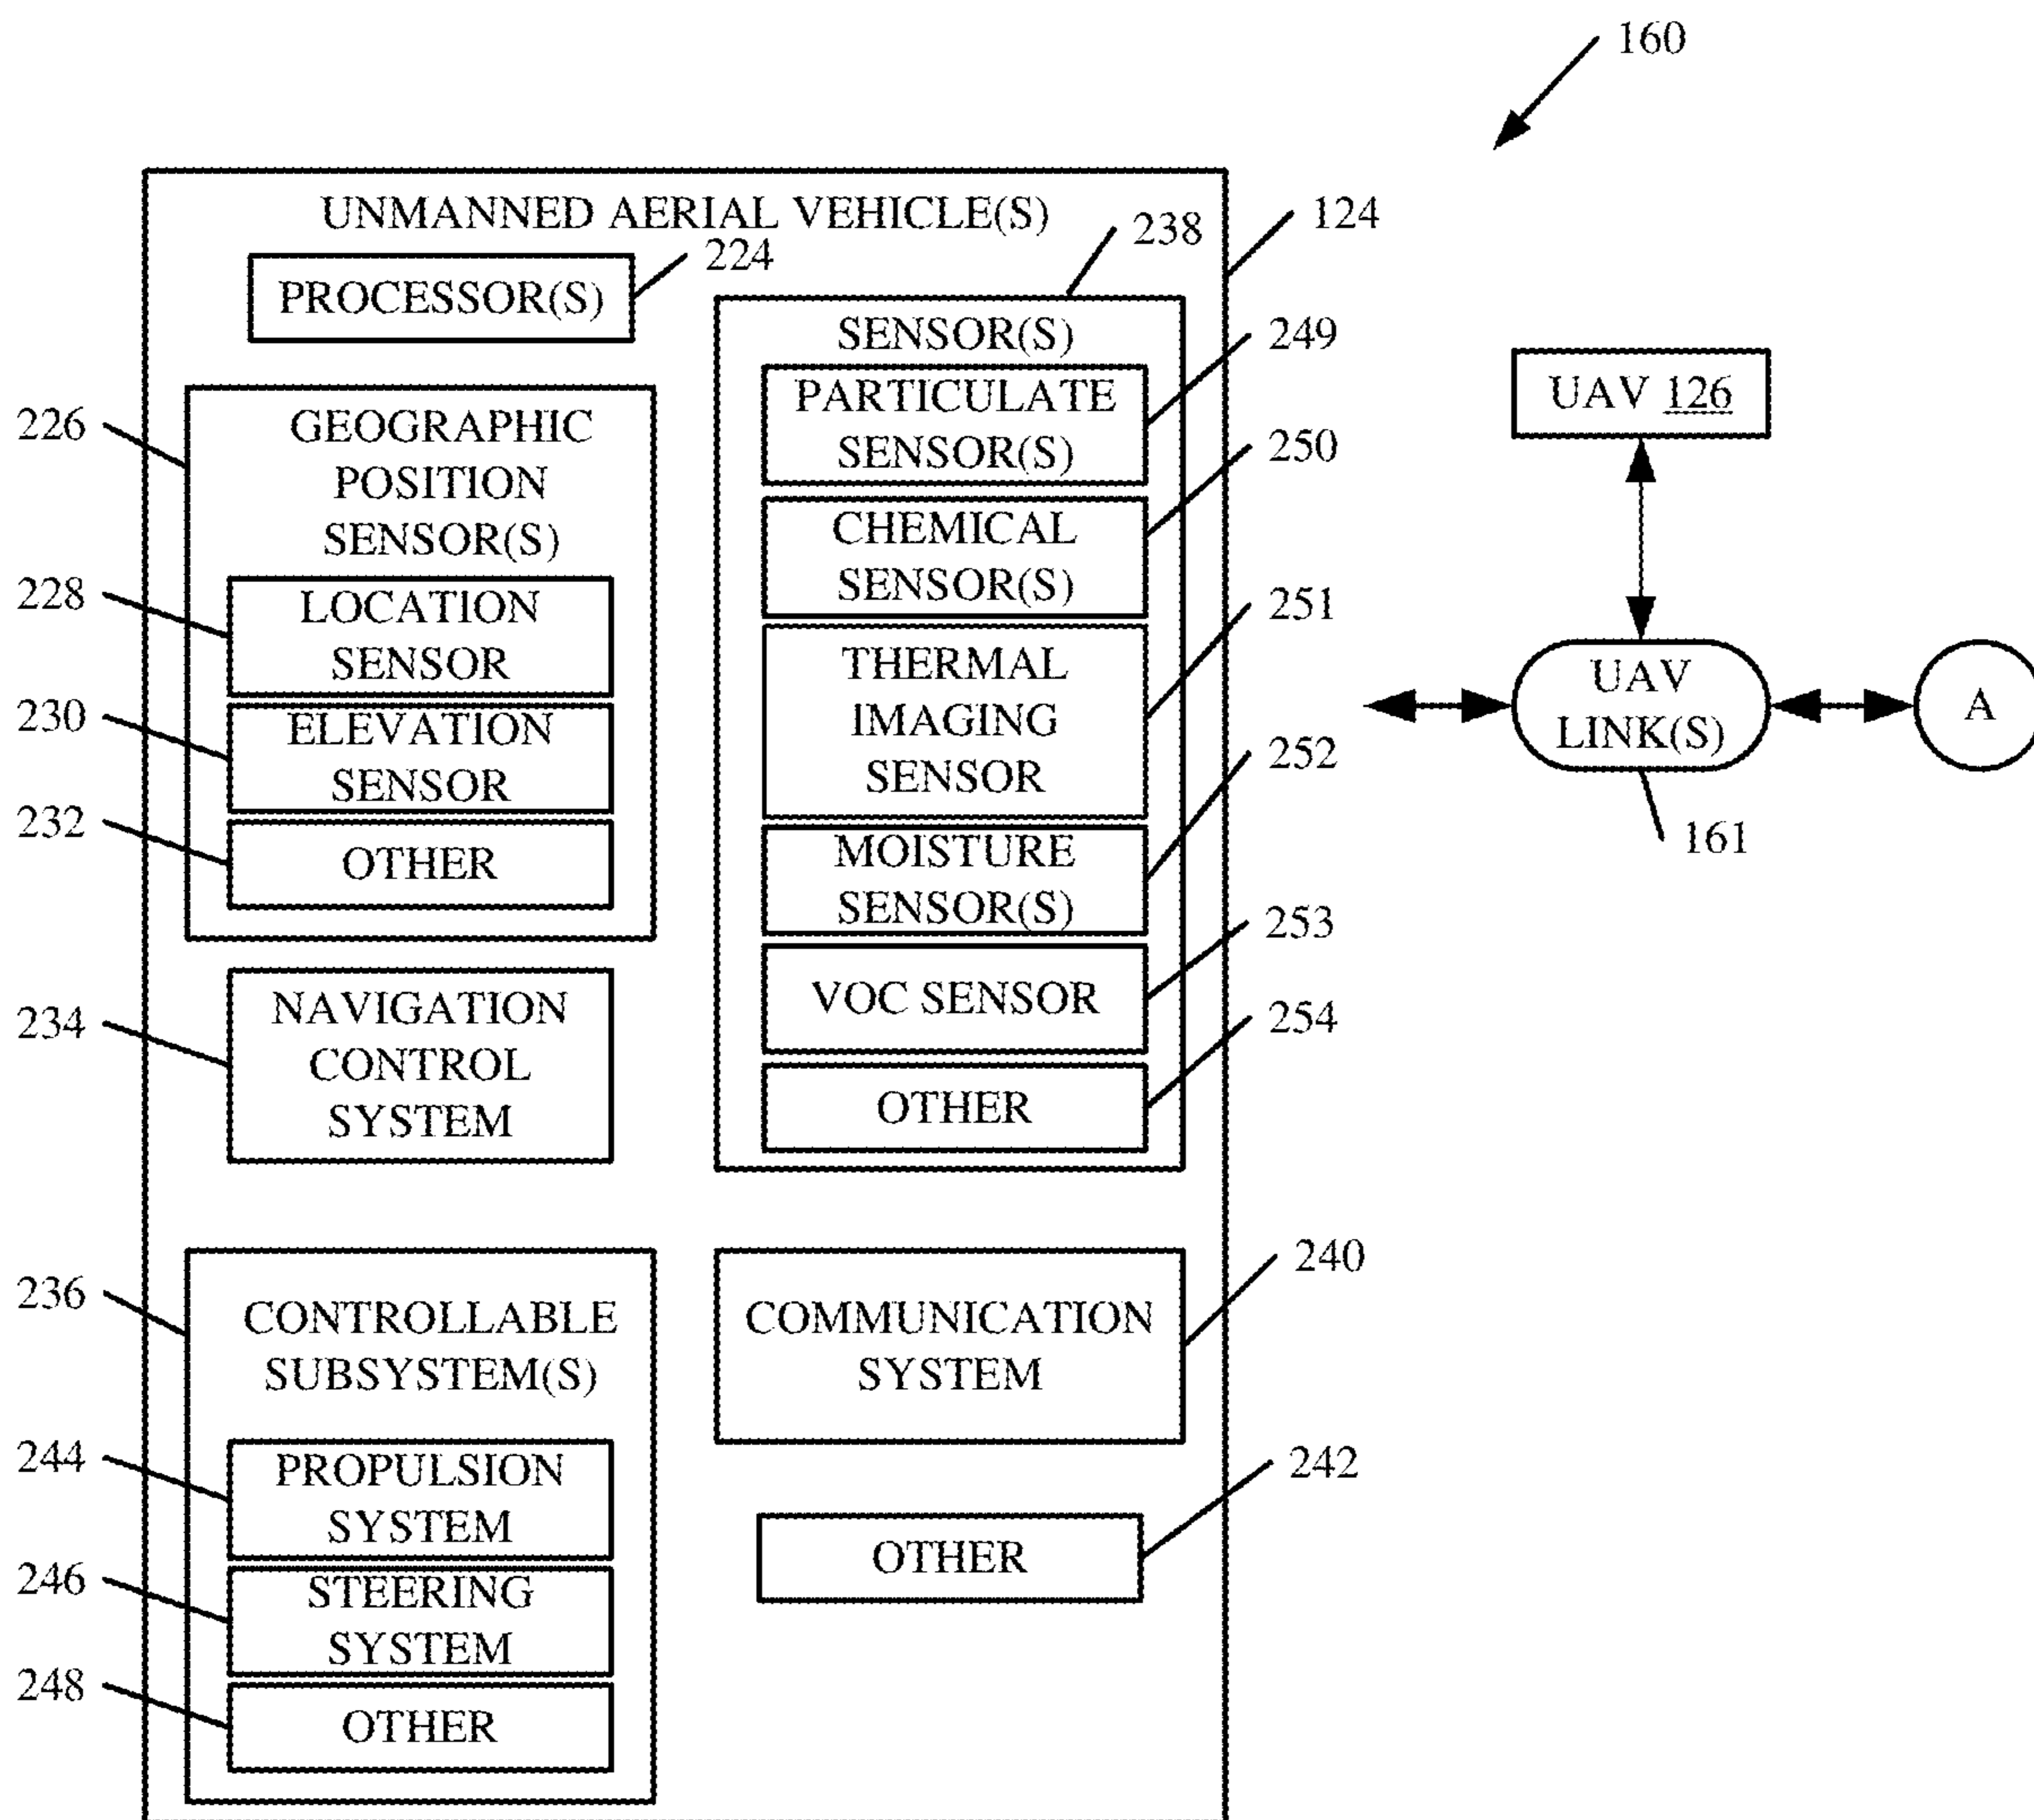 160
UNMANNED AERIAL VEHICLE(S)
124
PROCESSOR(S)
224
238
SENSOR(S)
PARTICULATE
SENSOR(S)
249
CHEMICAL
SENSOR(S)
250
THERMAL
IMAGING
SENSOR
251
MOISTURE
SENSOR(S)
252
VOC SENSOR
253
OTHER
254
226
GEOGRAPHIC
POSITION
SENSOR(S)
228
LOCATION
SENSOR
230
ELEVATION
SENSOR
232
OTHER
234
NAVIGATION
CONTROL
SYSTEM
236
CONTROLLABLE
SUBSYSTEM(S)
244
PROPULSION
SYSTEM
246
STEERING
SYSTEM
248
OTHER
COMMUNICATION
SYSTEM
240
OTHER
242
UAV 126
UAV
LINK(S)
161
A